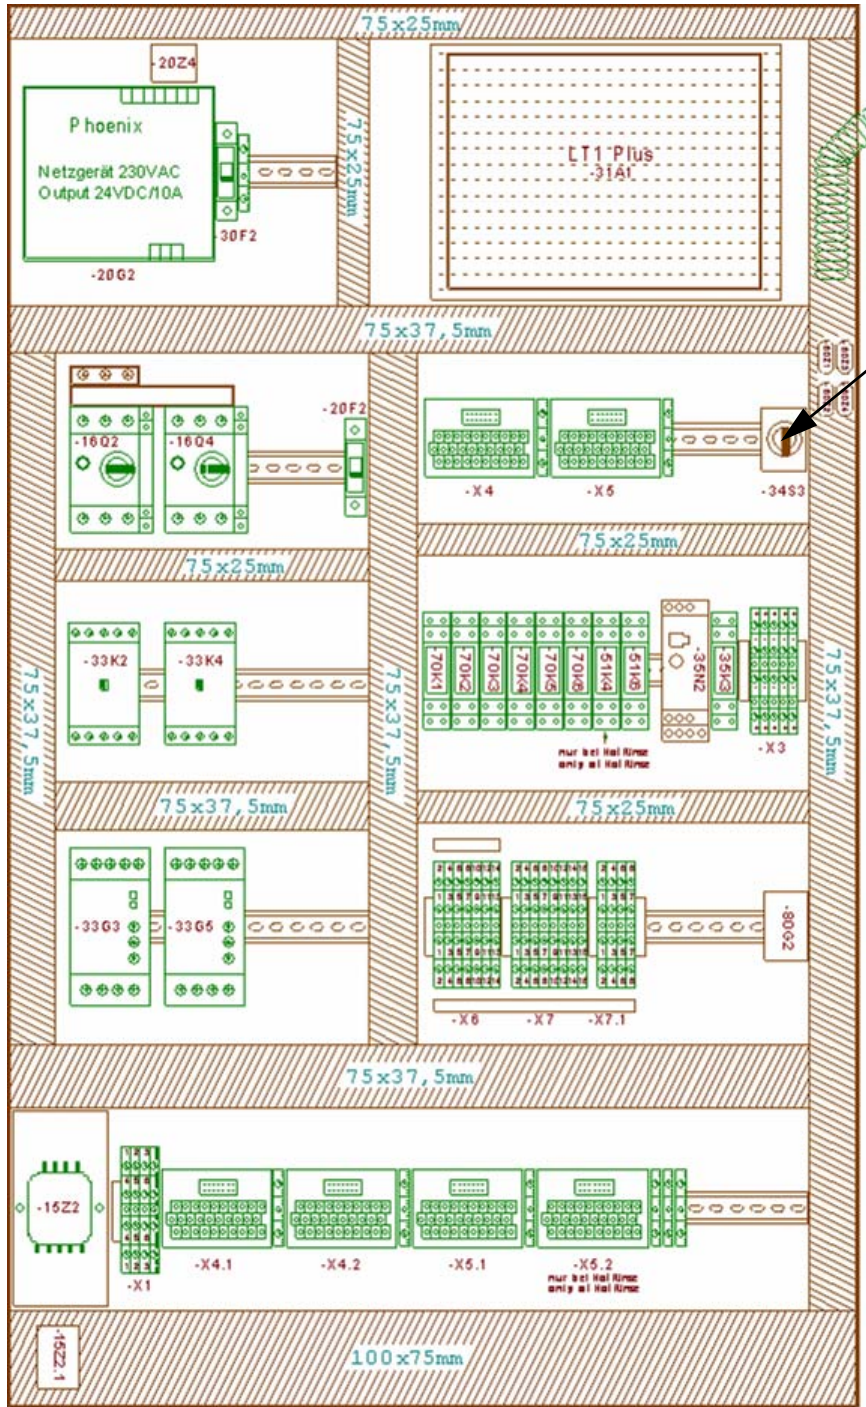 75x25mm
-20Z4
Phoenix
Netzgerät 230VAC
Output 24VDC/10A
-30F2
-20G2
75x25mm
LT1 Plus
-31A1
75x37,5mm
-16Q2
-16Q4
-20F2
-X4
-X5
-34S3
75x25mm
75x25mm
-33K2
-33K4
-70K1
-70K2
-70K3
-70K4
-70K5
-70K6
-51K4
-51K6
-35N2
-35K3
-X3
nur bei Hot Rinse
only at Hot Rinse
75x37,5mm
75x37,5mm
75x37,5mm
75x37,5mm
75x25mm
-33G3
-33G5
-X6
-X7
-X7.1
-80G2
75x37,5mm
-15Z2
-X1
-X4.1
-X4.2
-X5.1
-X5.2
nur bei Hot Rinse
only at Hot Rinse
-15Z2.1
100x75mm